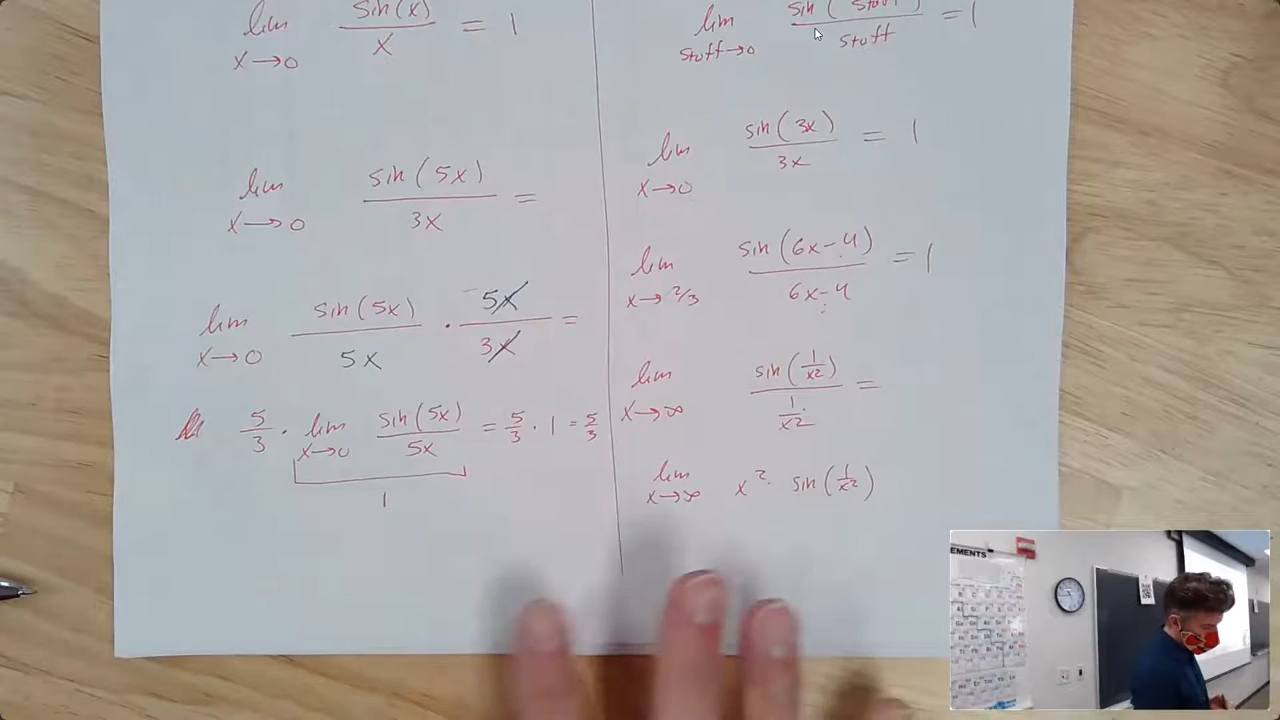 lim x→0 sin(x)/x = 1
lim x→0 sin(5x)/3x =
lim x→0 sin(5x)/5x · 5x/3x =
5/3 · lim x→0 sin(5x)/5x = 5/3 · 1 = 5/3
1
lim stuff→0 sin(stuff)/stuff = 1
lim x→0 sin(3x)/3x = 1
lim x→2/3 sin(6x-4)/6x-4 = 1
lim x→∞ sin(1/x2)/1/x2 =
lim x→∞ x2 · sin(1/x2)
EMENTS